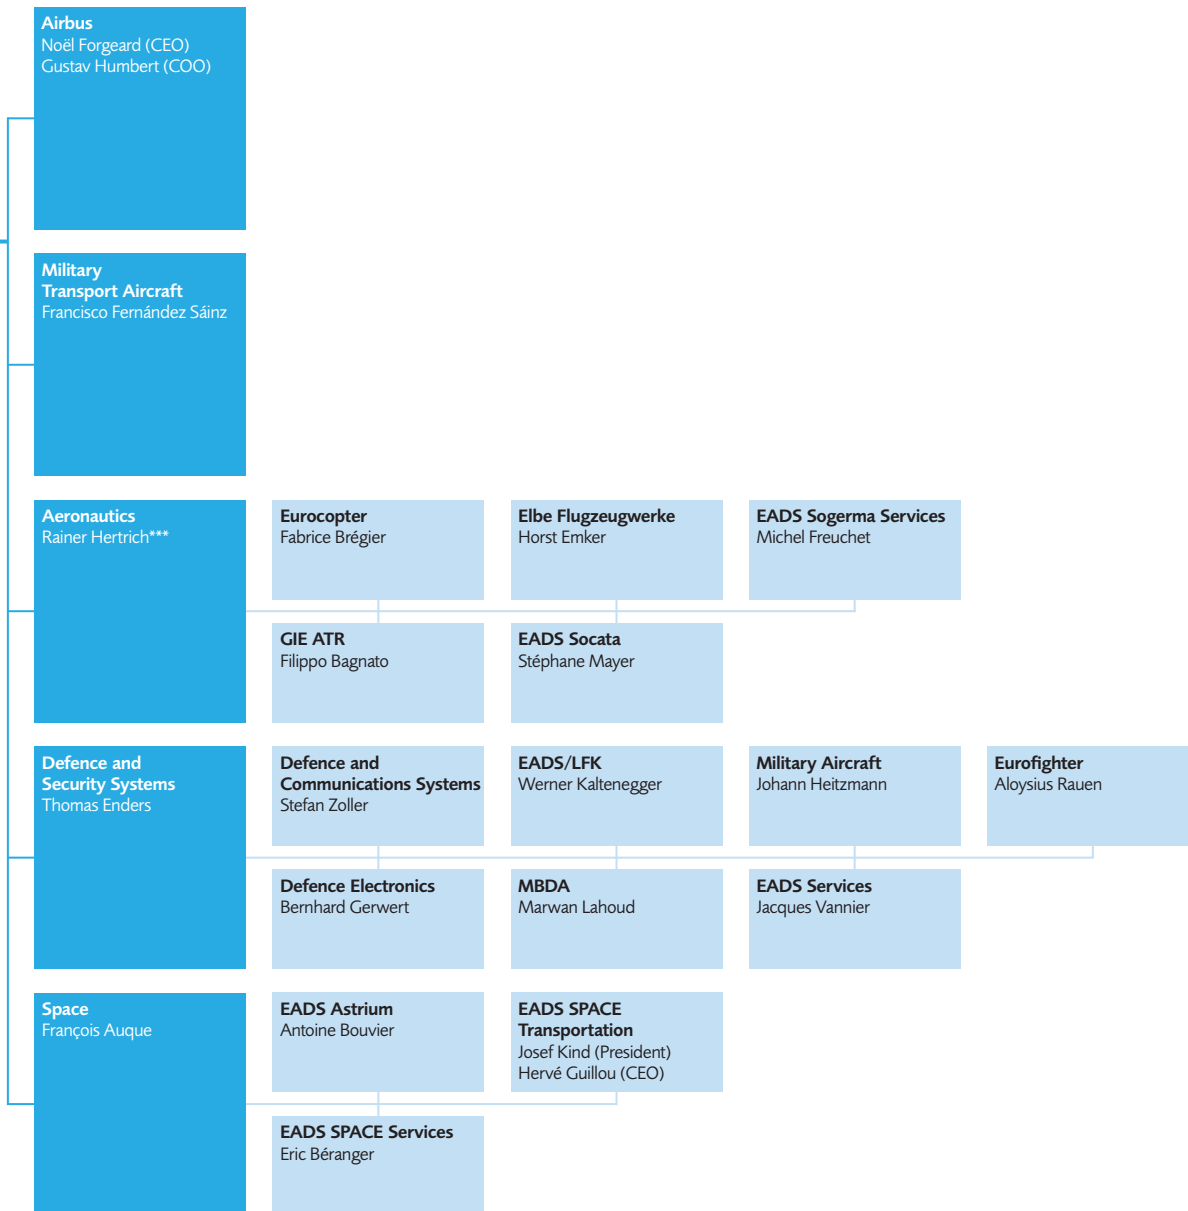 Airbus
Noël Forgeard (CEO)
Gustav Humbert (COO)
Military
Transport Aircraft
Francisco Fernández Sáinz
Aeronautics
Rainer Hertrich***
Eurocopter
Fabrice Brégier
Elbe Flugzeugwerke
Horst Emker
EADS Sogerma Services
Michel Freuchet
GIE ATR
Filippo Bagnato
EADS Socata
Stéphane Mayer
Defence and
Security Systems
Thomas Enders
Defence and
Communications Systems
Stefan Zoller
EADS/LFK
Werner Kaltenegger
Military Aircraft
Johann Heitzmann
Eurofighter
Aloysius Rauen
Defence Electronics
Bernhard Gerwert
MBDA
Marwan Lahoud
EADS Services
Jacques Vannier
Space
François Auque
EADS Astrium
Antoine Bouvier
EADS SPACE
Transportation
Josef Kind (President)
Hervé Guillou (CEO)
EADS SPACE Services
Eric Béranger